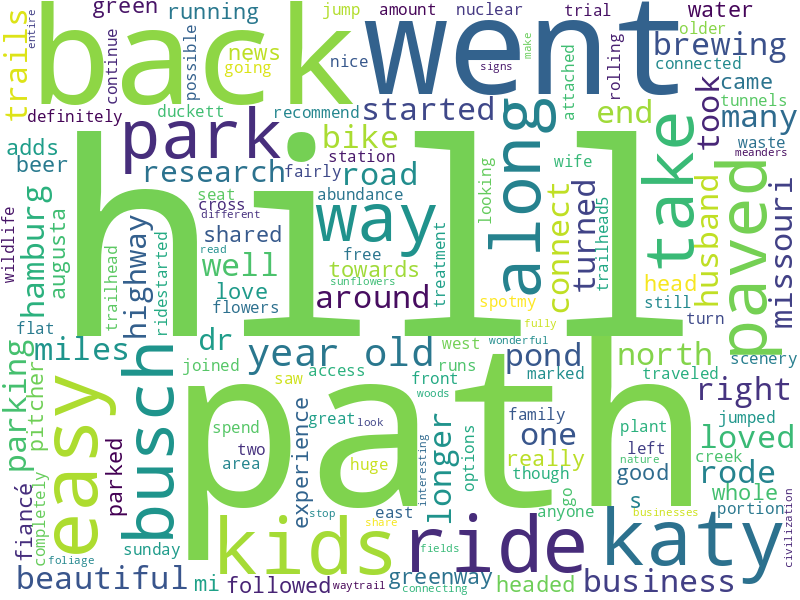 green
running
jump
amount
nuclear
trial
water
older
trails
entire
back
went
make
signs
brewing
connected
continue
possible
news
going
nice
rolling
attached
came
tunnels
many
definitely
duckett
recommend
started
end
took
waste
meanders
park
bike
station
along
take
adds
beer
research
fairly
road
wife
hill
seat
abundance
looking
cross
different
way
paved
husband
missouri
wildlife
hamburg
augusta
trailhead
highway
ridestarted
shared
read
free
treatment
connect
turned
trailhead5
well
towards
sunflowers
head
love
flowers
around
spotmy
still
flat
dr
west
fully
wonderful
turn
parking
pitcher
miles
year old
pond
north
scenery
joined
access
front
runs
marked
traveled
path
easy
busch
saw
woods
right
jumped
experience
spend
great
look
longer
options
family
one
plant
loved
two
area
huge
interesting
though
really
left
creek
nature
good
rode
parked
fiancé
completely
go
anyone
s
whole
portion
kids
stop
share
east
ride
katy
businesses
civilization
sunday
foliage
fields
beautiful
mi
followed
waytrail
greenway
connecting
headed
business